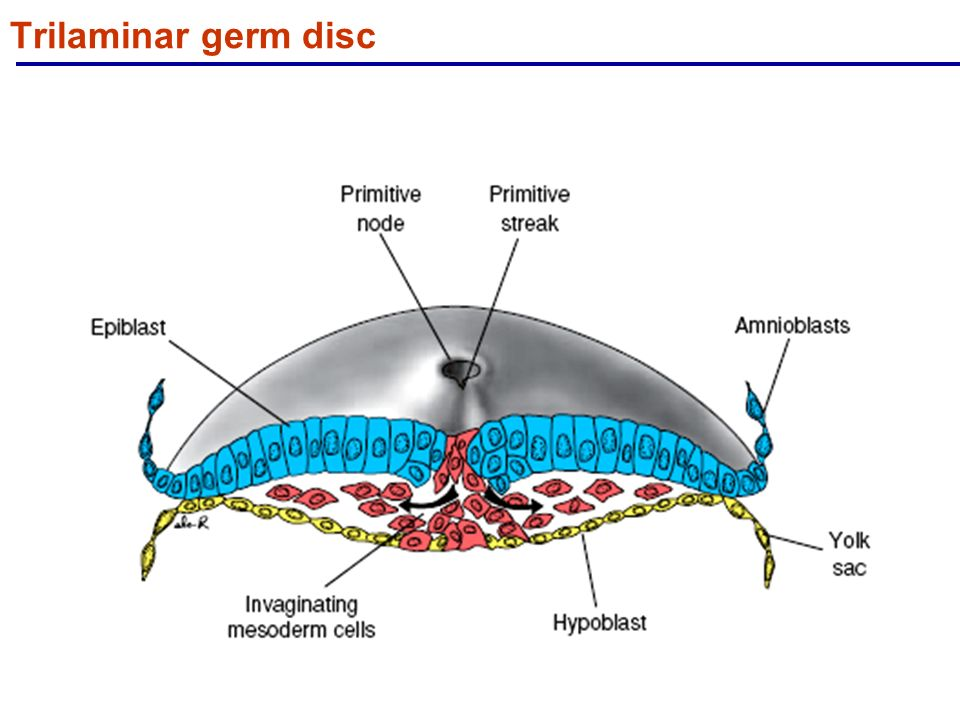 Trilaminar germ disc
Primitive
node
Primitive
streak
Epiblast
Amnioblasts
Yolk
sac
Invaginating
mesoderm cells
Hypoblast